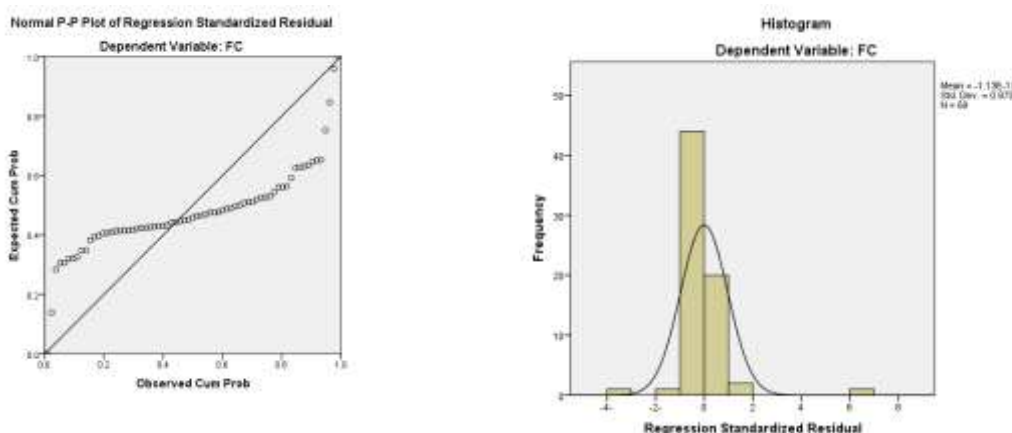 Normal P-P Plot of Regression Standardized Residual
Dependent Variable: FC
Expected Cum Prob
1.0
0.8
0.6
0.4
0.2
0.0
0.0 0.2 0.4 0.6 0.8 1.0
Observed Cum Prob
Histogram
Dependent Variable: FC
Mean =
Std. Dev. =
N =
Frequency
50
40
30
20
10
0
-4 -2 0 2 4 6 8
Regression Standardized Residual